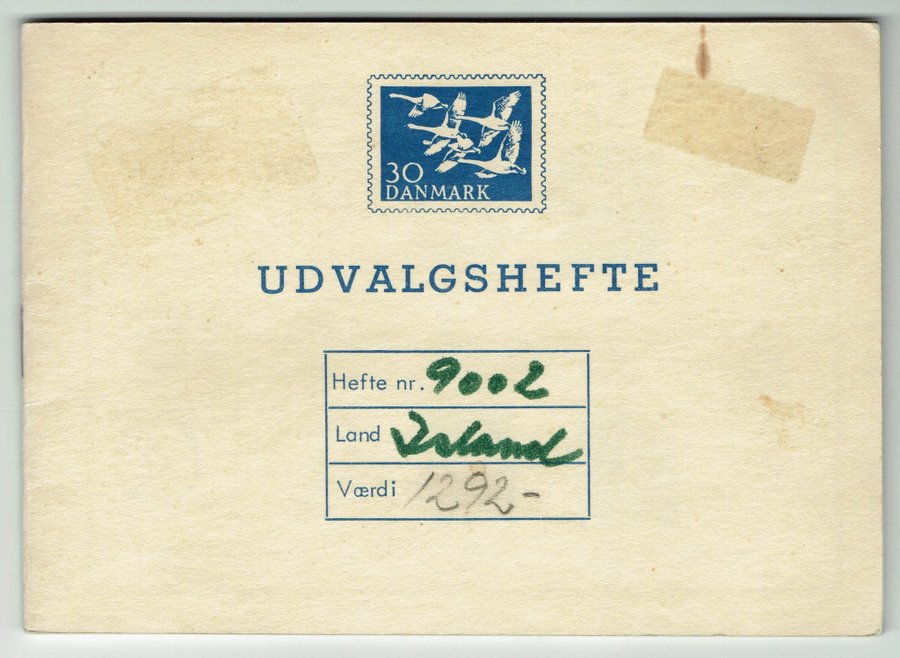 30
DANMARK
UDVALGSHEFTE
Hefte nr. 9002
Land Island
Værdi 1292-